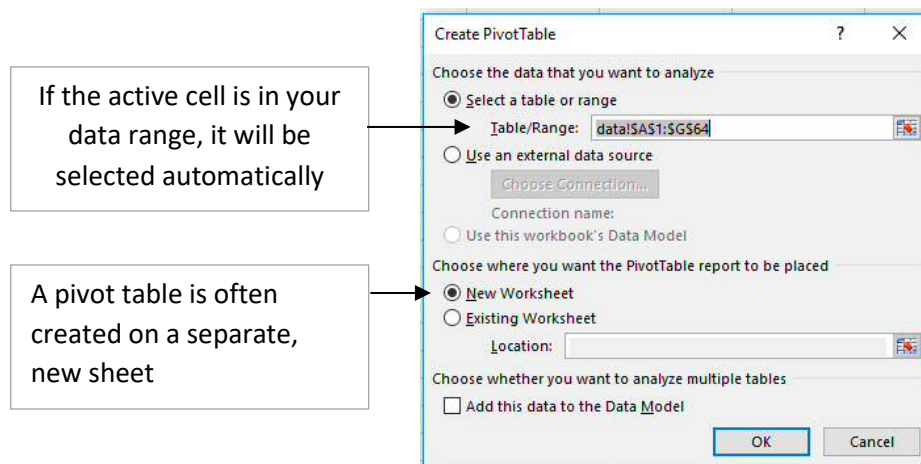 Create PivotTable ? ×
Choose the data that you want to analyze
If the active cell is in your
data range, it will be
selected automatically
Select a table or range
Table/Range: data!$A$1:$G$64
Use an external data source
Choose Connection...
Connection name:
Use this workbook's Data Model
Choose where you want the PivotTable report to be placed
A pivot table is often
created on a separate,
new sheet
New Worksheet
Existing Worksheet
Location:
Choose whether you want to analyze multiple tables
Add this data to the Data Model
OK Cancel